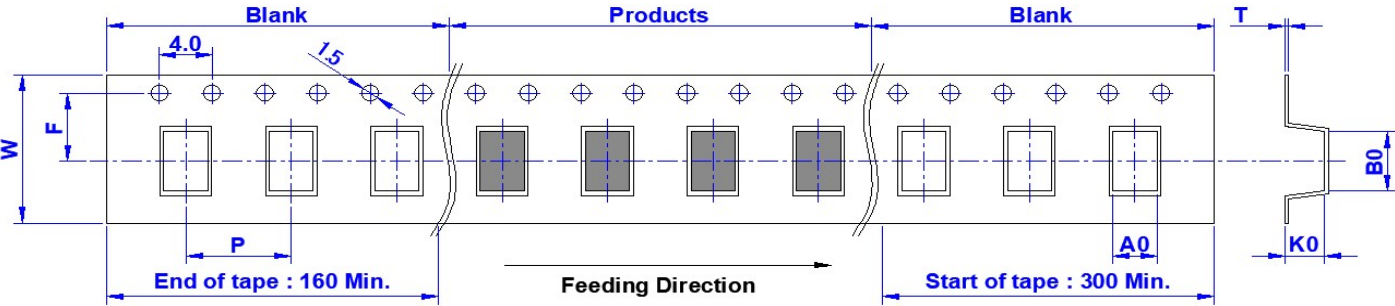 Blank
Products
Blank
T
4.0
1.5
F
W
B0
P
A0
K0
End of tape : 160 Min.
Feeding Direction
Start of tape : 300 Min.